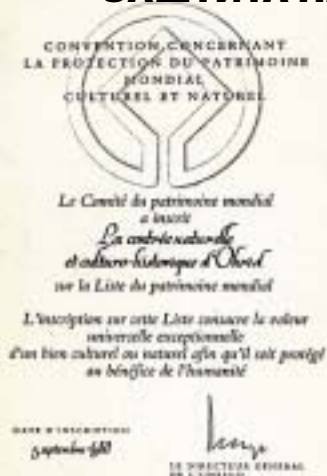 CONVENTION CONCERNANT
LA PROTECTION DU PATRIMOINE
MONDIAL
CULTUREL ET NATUREL
Le Comité du patrimoine mondial
a inscrit
La contrée naturelle
et culturo-historique d'Ohrid
sur la Liste du patrimoine mondial
L'inscription sur cette Liste consacre la valeur
universelle exceptionnelle
d'un bien culturel ou naturel afin qu'il soit protégé
au bénéfice de l'humanité
DATE D'INSCRIPTION
septembre
LE DIRECTEUR GENERAL
DE L'UNESCO